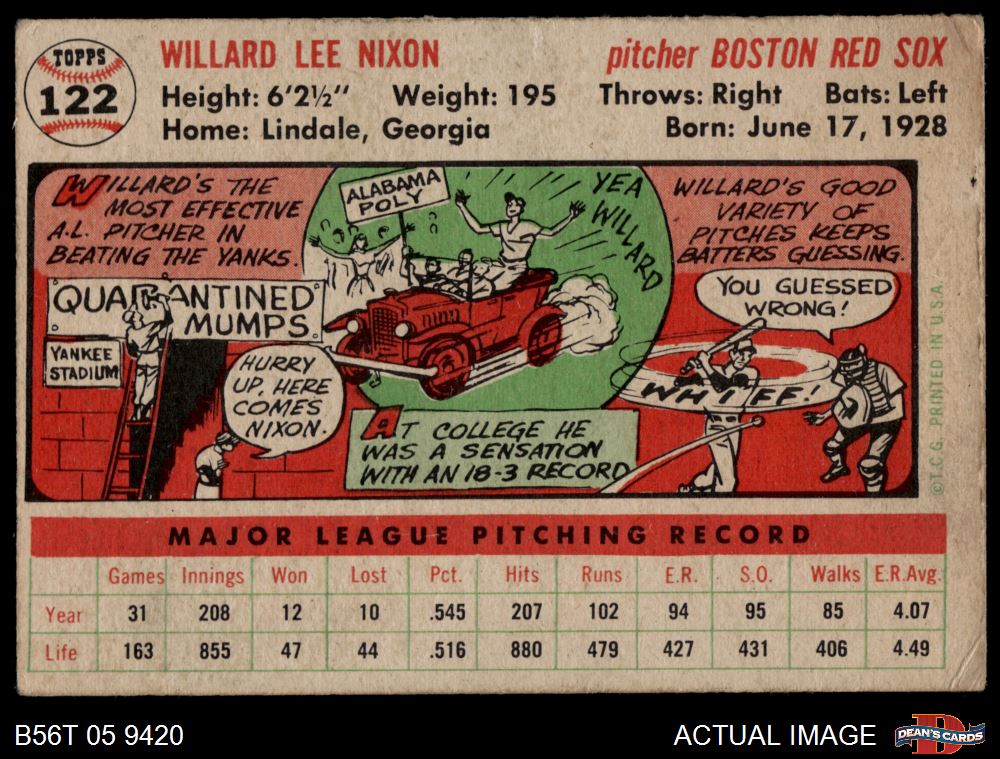 TOPPS
122
WILLARD LEE NIXON
pitcher BOSTON RED SOX
Height: 6'2½" Weight: 195 Throws: Right Bats: Left
Home: Lindale, Georgia Born: June 17, 1928
WILLARD'S THE
MOST EFFECTIVE
A.L. PITCHER IN
BEATING THE YANKS.
QUARANTINED
MUMPS.
YANKEE
STADIUM
HURRY
UP, HERE
COMES
NIXON.
ALABAMA
POLY
YEA
WILLARD
AT COLLEGE HE
WAS A SENSATION
WITH AN 18-3 RECORD
WILLARD'S GOOD
VARIETY OF
PITCHES KEEPS
BATTERS GUESSING.
YOU GUESSED
WRONG!
WHIFF!
©T.C.G. PRINTED IN U.S.A.
MAJOR LEAGUE PITCHING RECORD
Games Innings Won Lost Pct. Hits Runs E.R. S.O. Walks E.R.Avg.
Year 31 208 12 10 .545 207 102 94 95 85 4.07
Life 163 855 47 44 .516 880 479 427 431 406 4.49
B56T 05 9420
ACTUAL IMAGE
DEAN'S CARDS